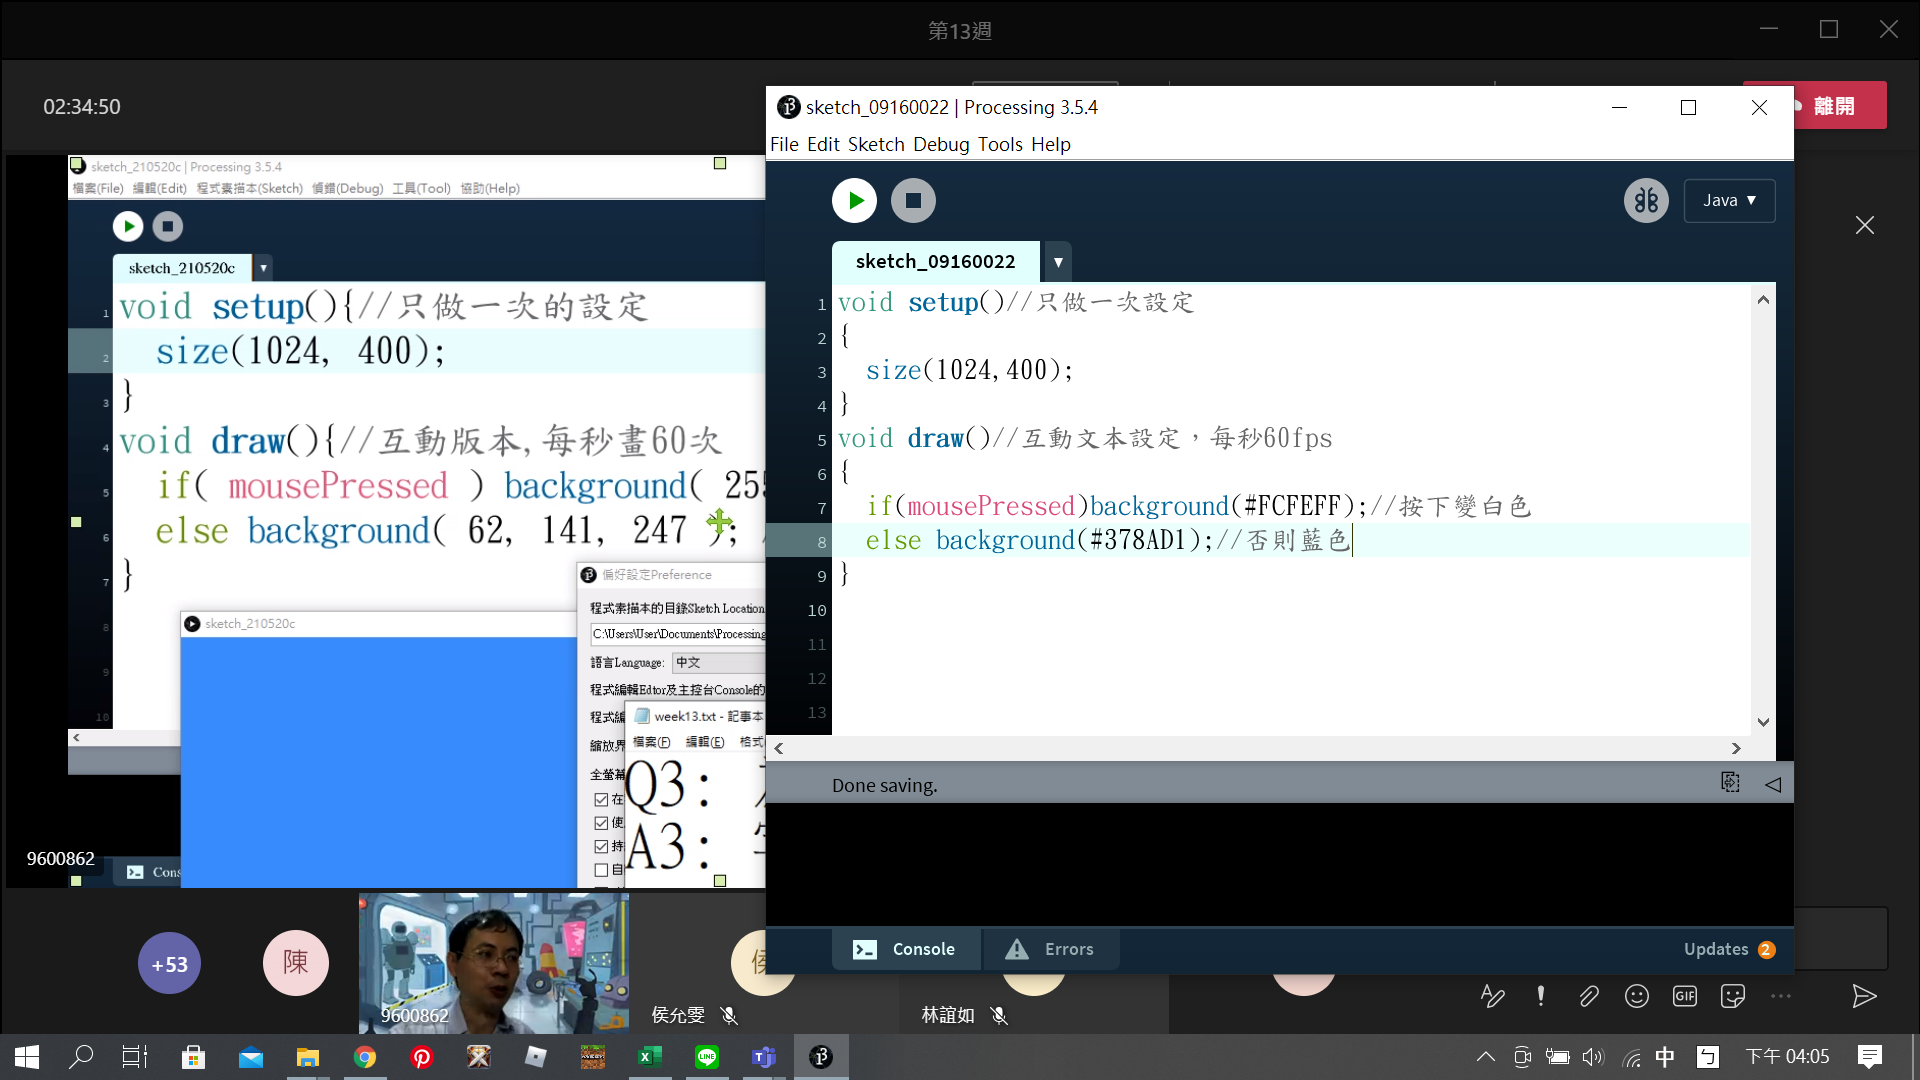 第13週
02:34:50
離開
sketch_210520c | Processing 3.5.4
檔案(File) 編輯(Edit) 程式素描本(Sketch) 偵錯(Debug) 工具(Tool) 協助(Help)
sketch_210520c
1 void setup(){//只做一次的設定
2 size(1024, 400);
3 }
4 void draw(){//互動版本,每秒畫60次
5 if( mousePressed ) background( 255
6 else background( 62, 141, 247 ); /
7 }
8
9
10
sketch_210520c
偏好設定Preference
程式素描本的目錄Sketch Location
C:\Users\User\Documents\Processing
語言Language: 中文
程式編輯Edtor及主控台Console的
程式編
縮放界
全螢幕
在
使
持
自
week13.txt - 記事本
檔案(F) 編輯(E) 格式(
Q3:
A3:
Cons
9600862
sketch_09160022 | Processing 3.5.4
File Edit Sketch Debug Tools Help
Java
sketch_09160022
1 void setup()//只做一次設定
2 {
3 size(1024,400);
4 }
5 void draw()//互動文本設定，每秒60fps
6 {
7 if(mousePressed)background(#FCFEFF);//按下變白色
8 else background(#378AD1);//否則藍色
9 }
10
11
12
13
Done saving.
Console Errors Updates 2
+53
陳
9600862
侯
侯允雯
林誼如
GIF
中 下午 04:05